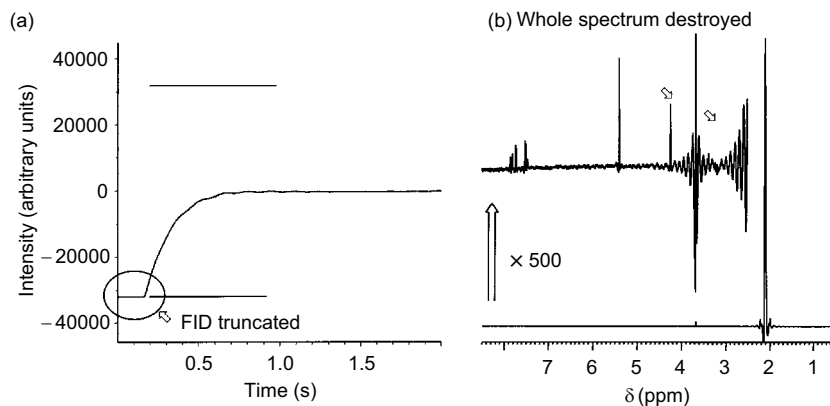 (a)
Intensity (arbitrary units)
40000
20000
0
− 20000
− 40000
FID truncated
0.5
1.0
1.5
Time (s)
(b) Whole spectrum destroyed
× 500
7
6
5
4
3
2
1
δ (ppm)